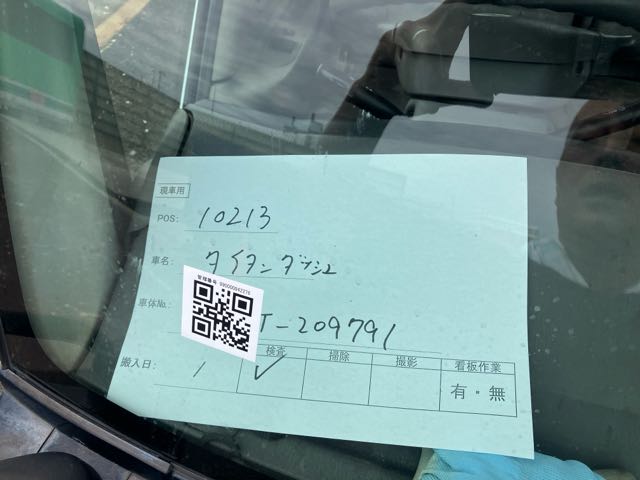 現車用
POS: 10213
車名: タイタンダッシュ
管理番号 
車体No. T-209791
検査 掃除 撮影 看板作業
搬入日: 1 ✓ 有・無